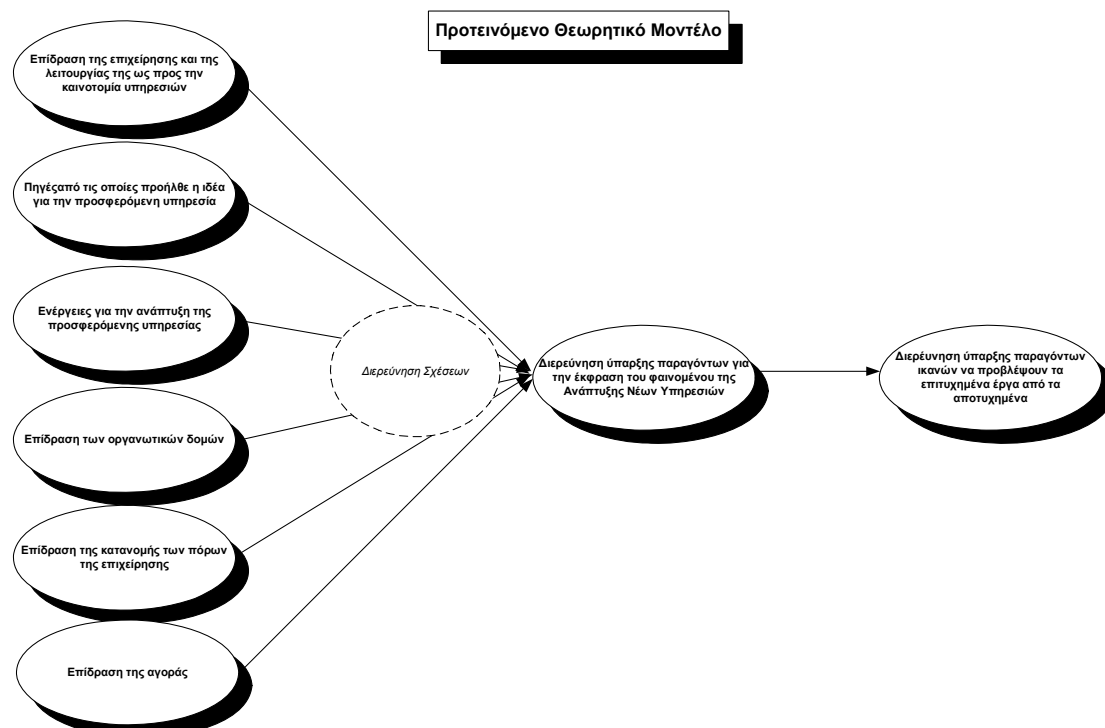 Προτεινόμενο Θεωρητικό Μοντέλο
Επίδραση της επιχείρησης και της
λειτουργίας της ως προς την
καινοτομία υπηρεσιών
Πηγέςαπό τις οποίες προήλθε η ιδέα
για την προσφερόμενη υπηρεσία
Ενέργειες για την ανάπτυξη της
προσφερόμενης υπηρεσίας
Επίδραση των οργανωτικών δομών
Επίδραση της κατανομής των πόρων
της επιχείρησης
Επίδραση της αγοράς
Διερεύνηση Σχέσεων
Διερεύνηση ύπαρξης παραγόντων για
την έκφραση του φαινομένου της
Ανάπτυξης Νέων Υπηρεσιών
Διερέυνηση ύπαρξης παραγόντων
ικανών να προβλέψουν τα
επιτυχημένα έργα από τα
αποτυχημένα